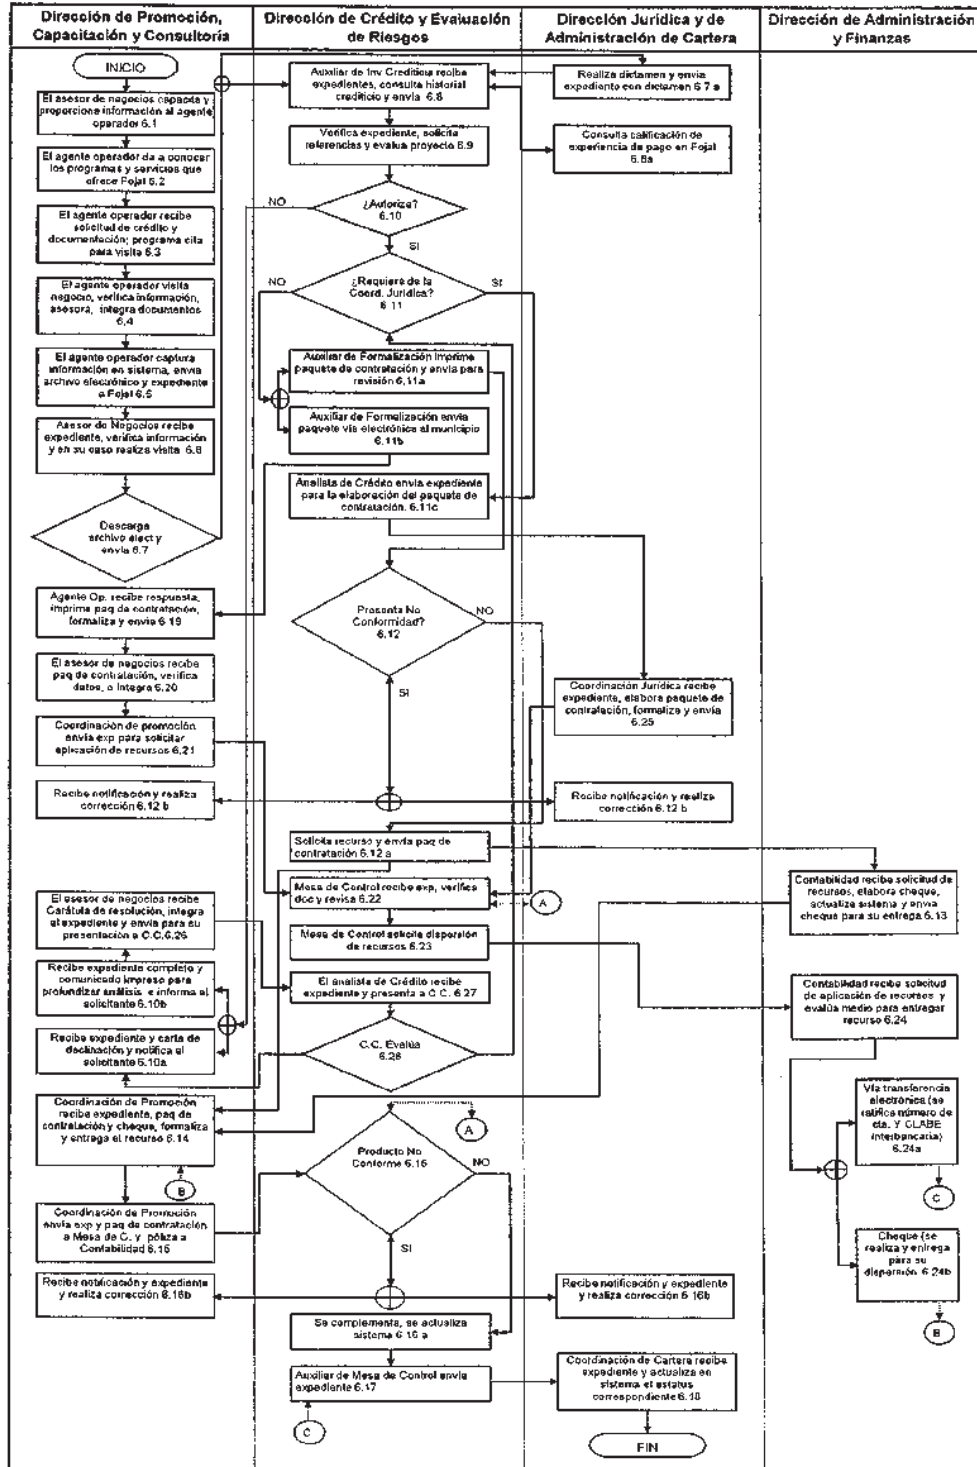 Dirección de Promoción,
Capacitación y Consultoría
Dirección de Crédito y Evaluación
de Riesgos
Dirección Jurídica y de
Administración de Cartera
Dirección de Administración
y Finanzas
INICIO
El asesor de negocios capacita y
proporciona información al agente
operador 6.1
El agente operador da a conocer
los programas y servicios que
ofrece Fojal 6.2
El agente operador recibe
solicitud de crédito y
documentación; programa cita
para visita 6.3
El agente operador visita
negocio, verifica información,
asesora, integra documentos
6.4
El agente operador captura
información en sistema, envia
archivo electrónico y expediente
a Fojal 6.5
Asesor de Negocios recibe
expediente, verifica información
y en su caso realiza visita 6.6
Descarga
archivo elect y
envía 6.7
Agente Op. recibe respuesta,
imprime paq de contratación,
formaliza y envía 6.19
El asesor de negocios recibe
paq de contratación, verifica
datos, e integra 6.20
Coordinación de promoción
envía exp para solicitar
aplicación de recursos 6.21
Recibe notificación y realiza
corrección 6.12 b
El asesor de negocios recibe
Carátula de resolución, integra
al expediente y envía para su
presentación a C.C.6.26
Recibe expediente completo y
comunicado impreso para
profundizar análisis e informa al
solicitante 6.10b
Recibe expediente y carta de
declinación y notifica al
solicitante 6.10a
Coordinación de Promoción
recibe expediente, paq de
contratación y cheque, formaliza
y entrega el recurso 6.14
B
Coordinación de Promoción
envía exp y paq de contratación
a Mesa de C. y póliza a
Contabilidad 6.15
Recibe notificación y expediente
y realiza corrección 6.16b
Auxiliar de Inv Crediticia recibe
expedientes, consulta historial
crediticio y envía 6.8
Verifica expediente, solicita
referencias y evalua proyecto 6.9
NO
¿Autoriza?
6.10
SI
NO
¿Requiere de la
Coord. Jurídica?
6.11
SI
Auxiliar de Formalización Imprime
paquete de contratación y envía para
revisión 6.11a
Auxiliar de Formalización envía
paquete vía electrónica al municipio
6.11b
Analista de Crédito envía expediente
para la elaboración del paquete de
contratación. 6.11c
Presenta No
Conformidad?
6.12
NO
SI
Solicita recurso y envía paq de
contratación 6.12 a
Mesa de Control recibe exp, verifica
doc y revisa 6.22
A
Mesa de Control solicita dispersión
de recursos 6.23
El analista de Crédito recibe
expediente y presenta a C.C. 6.27
C.C. Evalúa
6.28
A
Producto No
Conforme 6.16
NO
SI
Se complementa, se actualiza
sistema 6.16 a
Auxiliar de Mesa de Control envía
expediente 6.17
C
Realiza dictamen y envia
expediente con dictamen 6.7 a
Consulta calificación de
experiencia de pago en Fojal
6.8a
Coordinación Jurídica recibe
expediente, elabora paquete de
contratación, formaliza y envía
6.25
Recibe notificación y realiza
corrección 6.12 b
Recibe notificación y expediente
y realiza corrección 6.16b
Coordinación de Cartera recibe
expediente y actualiza en
sistema el estatus
correspondiente 6.18
FIN
Contabilidad recibe solicitud de
recursos, elabora cheque,
actualiza sistema y envía
cheque para su entrega 6.13
Contabilidad recibe solicitud
de aplicación de recursos y
evalúa medio para entregar
recurso 6.24
Vía transferencia
electrónica (se
ratifica número de
cta. Y CLABE
Interbancaria)
6.24a
C
Cheque (se
realiza y entrega
para su
dispersión 6.24b
B